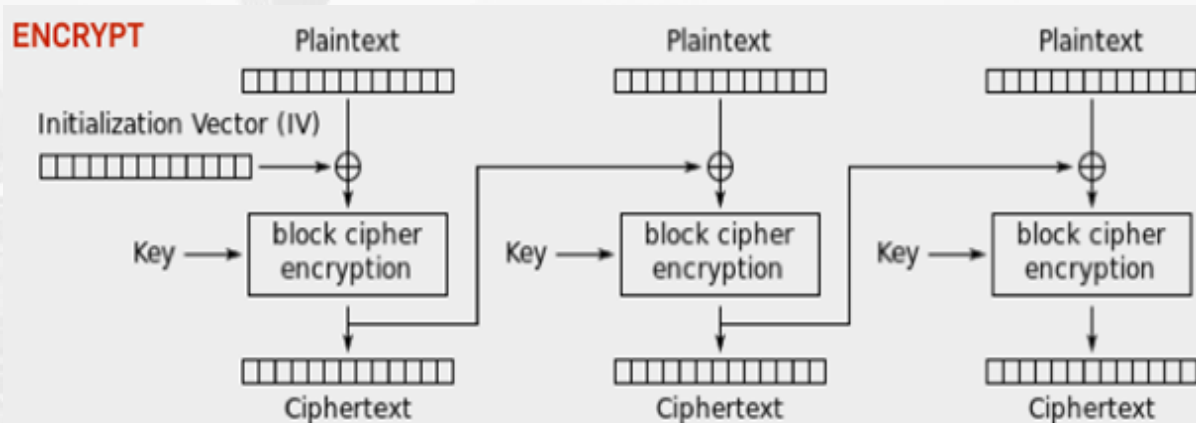 ENCRYPT
Plaintext
Plaintext
Plaintext
Initialization Vector (IV)
Key
block cipher
encryption
Key
block cipher
encryption
Key
block cipher
encryption
Ciphertext
Ciphertext
Ciphertext